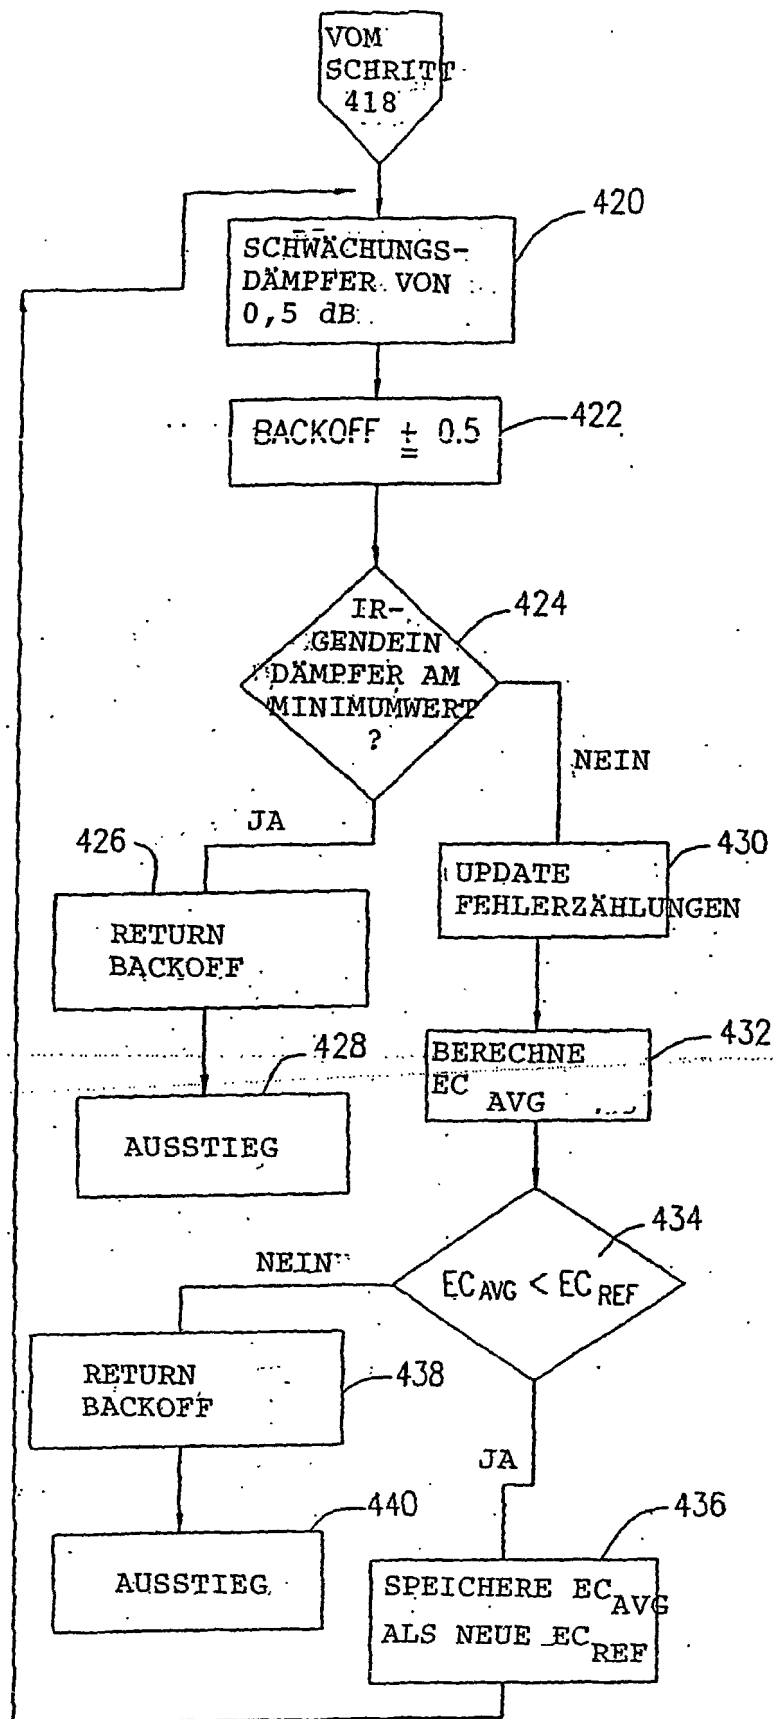 VOM
SCHRITT
418
420
SCHWÄCHUNGS-
DÄMPFER VON
0,5 dB
422
BACKOFF ± 0.5
424
IR-
GENDEIN
DÄMPFER AM
MINIMUMWERT
?
NEIN
JA
426
430
UPDATE
FEHLERZÄHLUNGEN
RETURN
BACKOFF
428
432
BERECHNE
EC
AVG
AUSSTIEG
434
NEIN
EC AVG < EC REF
RETURN
BACKOFF
438
JA
440
436
AUSSTIEG
SPEICHERE EC AVG
ALS NEUE EC REF